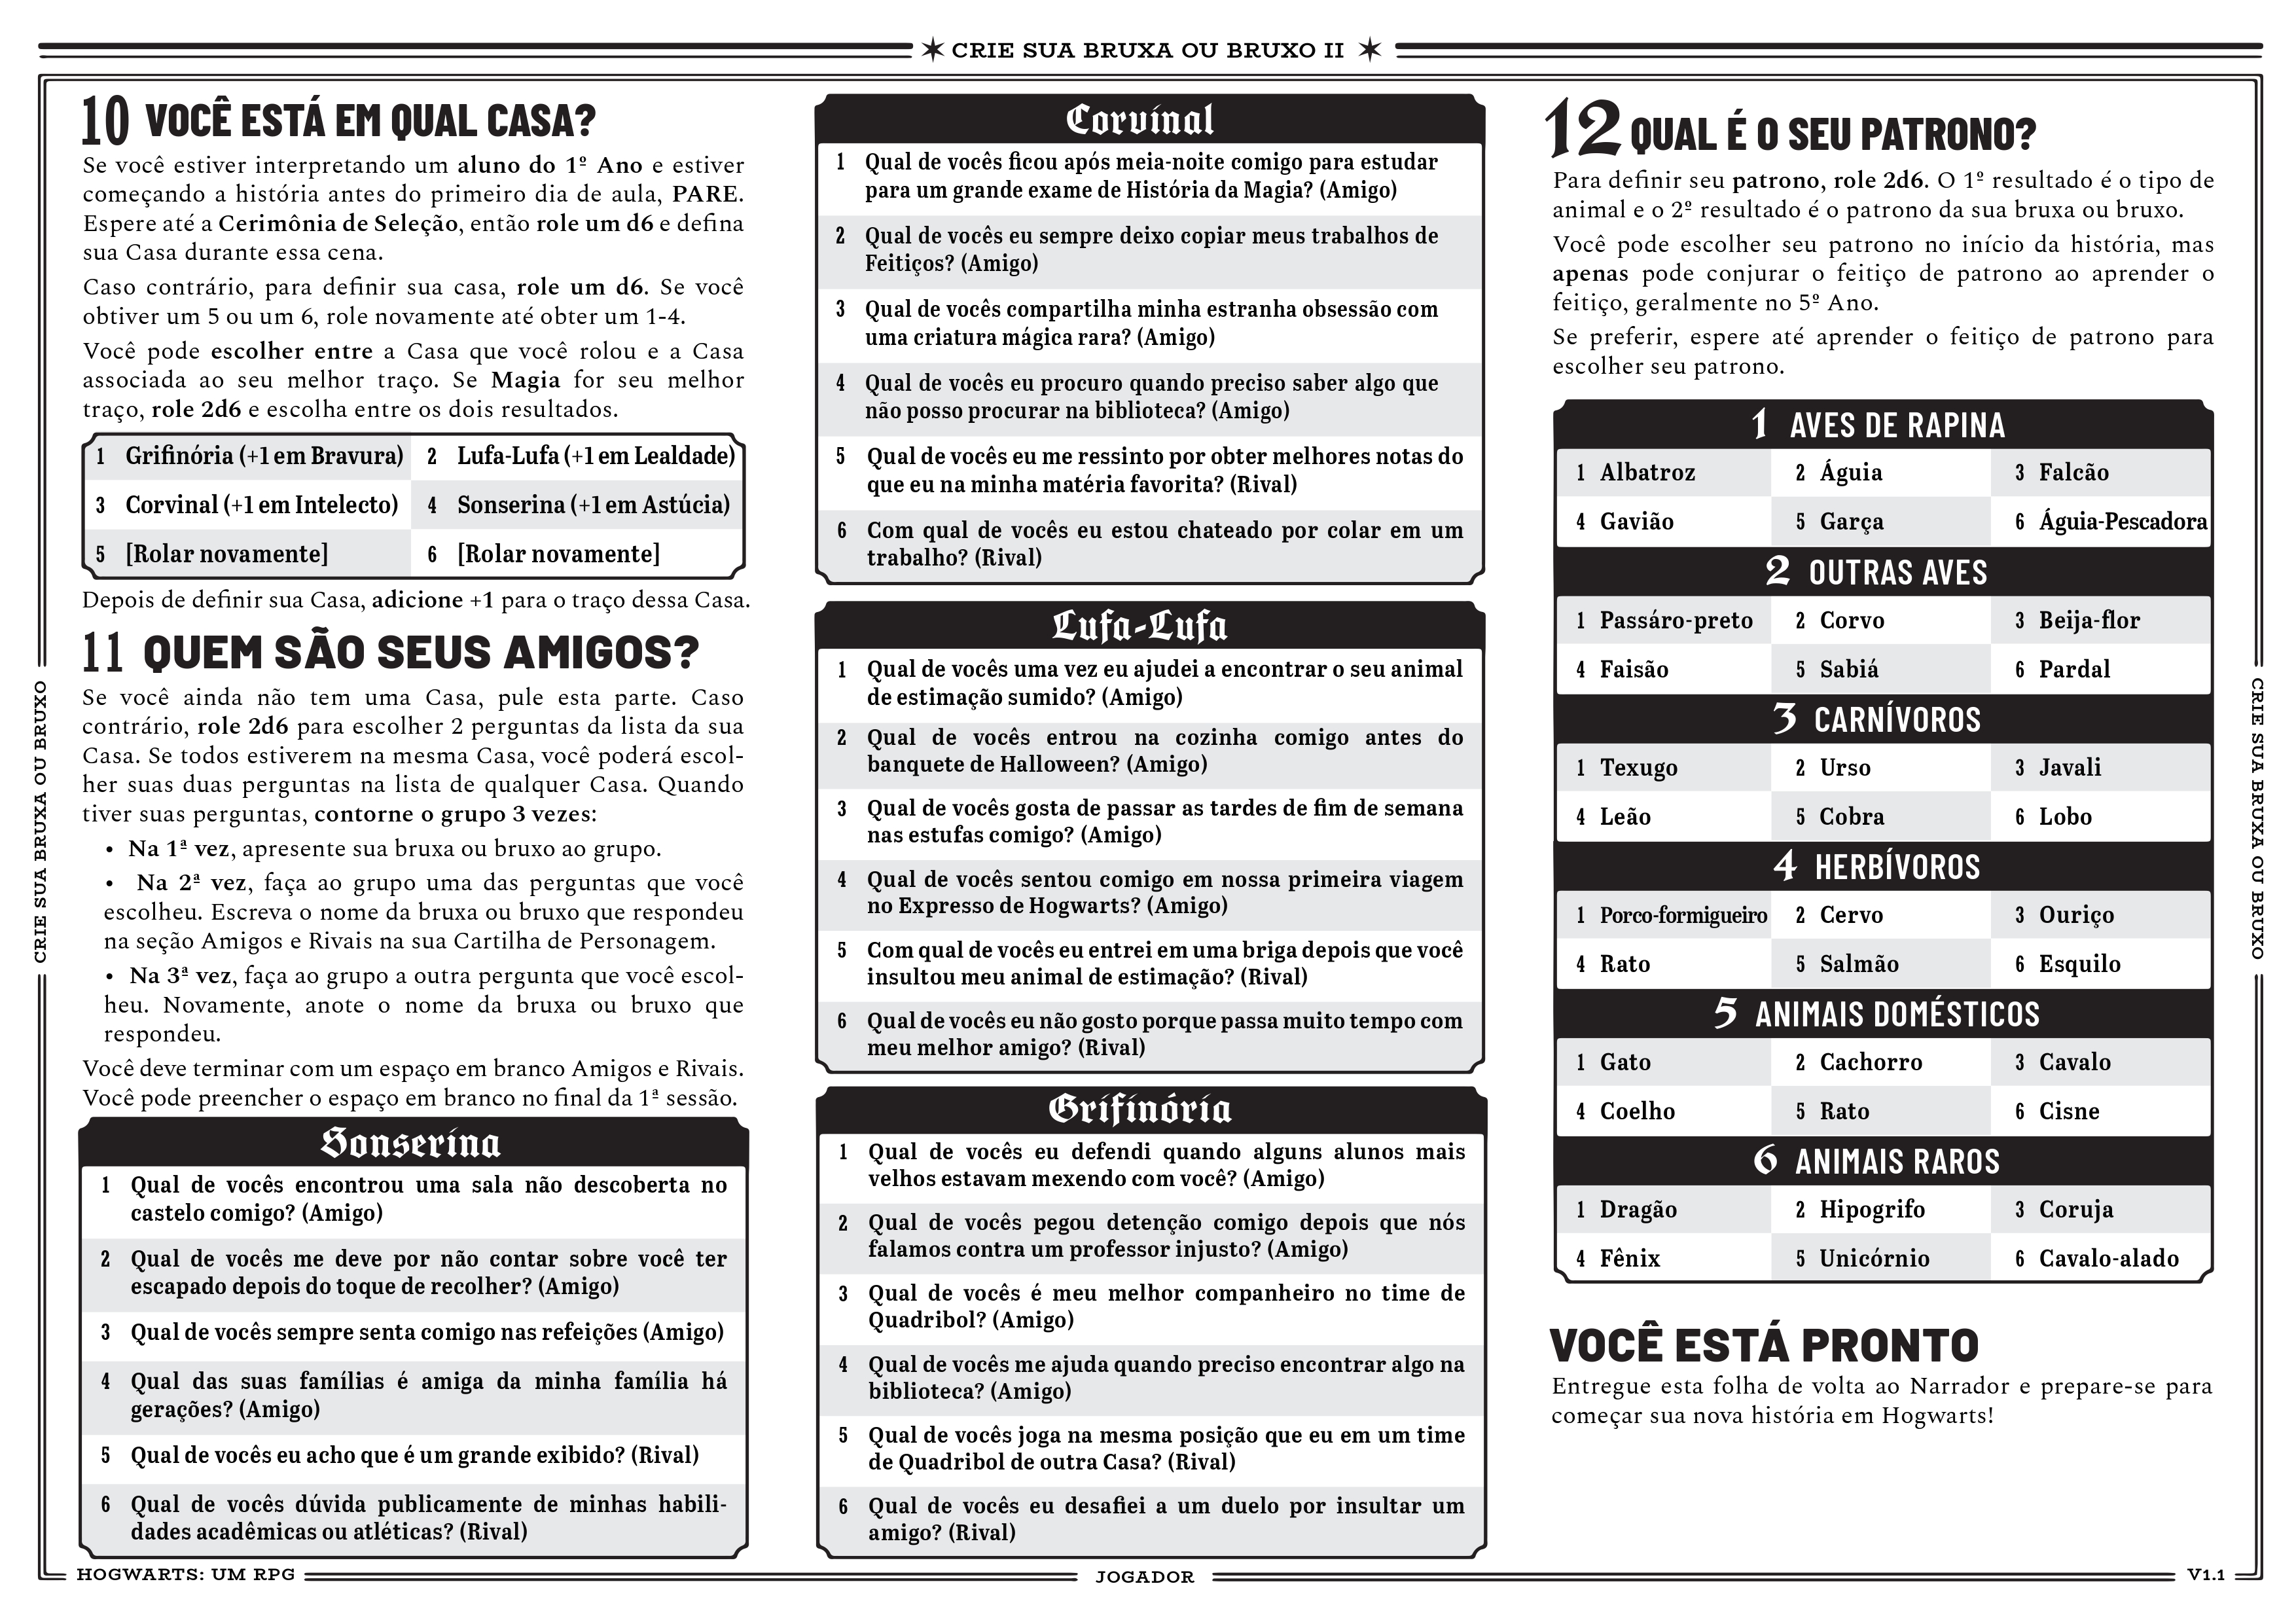 CRIE SUA BRUXA OU BRUXO II
10 VOCÊ ESTÁ EM QUAL CASA?
Se você estiver interpretando um aluno do 1º Ano e estiver
começando a história antes do primeiro dia de aula, PARE.
Espere até a Cerimônia de Seleção, então role um d6 e defina
sua Casa durante essa cena.
Caso contrário, para definir sua casa, role um d6. Se você
obtiver um 5 ou um 6, role novamente até obter um 1-4.
Você pode escolher entre a Casa que você rolou e a Casa
associada ao seu melhor traço. Se Magia for seu melhor
traço, role 2d6 e escolha entre os dois resultados.
1 Grifinória (+1 em Bravura) 2 Lufa-Lufa (+1 em Lealdade)
3 Corvinal (+1 em Intelecto) 4 Sonserina (+1 em Astúcia)
5 [Rolar novamente] 6 [Rolar novamente]
Depois de definir sua Casa, adicione +1 para o traço dessa Casa.
11 QUEM SÃO SEUS AMIGOS?
Se você ainda não tem uma Casa, pule esta parte. Caso
contrário, role 2d6 para escolher 2 perguntas da lista da sua
Casa. Se todos estiverem na mesma Casa, você poderá escol-
her suas duas perguntas na lista de qualquer Casa. Quando
tiver suas perguntas, contorne o grupo 3 vezes:
• Na 1ª vez, apresente sua bruxa ou bruxo ao grupo.
• Na 2ª vez, faça ao grupo uma das perguntas que você
escolheu. Escreva o nome da bruxa ou bruxo que respondeu
na seção Amigos e Rivais na sua Cartilha de Personagem.
• Na 3ª vez, faça ao grupo a outra pergunta que você escol-
heu. Novamente, anote o nome da bruxa ou bruxo que
respondeu.
Você deve terminar com um espaço em branco Amigos e Rivais.
Você pode preencher o espaço em branco no final da 1ª sessão.
Sonserina
1 Qual de vocês encontrou uma sala não descoberta no
castelo comigo? (Amigo)
2 Qual de vocês me deve por não contar sobre você ter
escapado depois do toque de recolher? (Amigo)
3 Qual de vocês sempre senta comigo nas refeições (Amigo)
4 Qual das suas famílias é amiga da minha família há
gerações? (Amigo)
5 Qual de vocês eu acho que é um grande exibido? (Rival)
6 Qual de vocês dúvida publicamente de minhas habili-
dades acadêmicas ou atléticas? (Rival)
Corvinal
1 Qual de vocês ficou após meia-noite comigo para estudar
para um grande exame de História da Magia? (Amigo)
2 Qual de vocês eu sempre deixo copiar meus trabalhos de
Feitiços? (Amigo)
3 Qual de vocês compartilha minha estranha obsessão com
uma criatura mágica rara? (Amigo)
4 Qual de vocês eu procuro quando preciso saber algo que
não posso procurar na biblioteca? (Amigo)
5 Qual de vocês eu me ressinto por obter melhores notas do
que eu na minha matéria favorita? (Rival)
6 Com qual de vocês eu estou chateado por colar em um
trabalho? (Rival)
Lufa-Lufa
1 Qual de vocês uma vez eu ajudei a encontrar o seu animal
de estimação sumido? (Amigo)
2 Qual de vocês entrou na cozinha comigo antes do
banquete de Halloween? (Amigo)
3 Qual de vocês gosta de passar as tardes de fim de semana
nas estufas comigo? (Amigo)
4 Qual de vocês sentou comigo em nossa primeira viagem
no Expresso de Hogwarts? (Amigo)
5 Com qual de vocês eu entrei em uma briga depois que você
insultou meu animal de estimação? (Rival)
6 Qual de vocês eu não gosto porque passa muito tempo com
meu melhor amigo? (Rival)
Grifinória
1 Qual de vocês eu defendi quando alguns alunos mais
velhos estavam mexendo com você? (Amigo)
2 Qual de vocês pegou detenção comigo depois que nós
falamos contra um professor injusto? (Amigo)
3 Qual de vocês é meu melhor companheiro no time de
Quadribol? (Amigo)
4 Qual de vocês me ajuda quando preciso encontrar algo na
biblioteca? (Amigo)
5 Qual de vocês joga na mesma posição que eu em um time
de Quadribol de outra Casa? (Rival)
6 Qual de vocês eu desafiei a um duelo por insultar um
amigo? (Rival)
12 QUAL É O SEU PATRONO?
Para definir seu patrono, role 2d6. O 1º resultado é o tipo de
animal e o 2º resultado é o patrono da sua bruxa ou bruxo.
Você pode escolher seu patrono no início da história, mas
apenas pode conjurar o feitiço de patrono ao aprender o
feitiço, geralmente no 5º Ano.
Se preferir, espere até aprender o feitiço de patrono para
escolher seu patrono.
1 AVES DE RAPINA
1 Albatroz 2 Águia 3 Falcão
4 Gavião 5 Garça 6 Águia-Pescadora
2 OUTRAS AVES
1 Passáro-preto 2 Corvo 3 Beija-flor
4 Faisão 5 Sabiá 6 Pardal
3 CARNÍVOROS
1 Texugo 2 Urso 3 Javali
4 Leão 5 Cobra 6 Lobo
4 HERBÍVOROS
1 Porco-formigueiro 2 Cervo 3 Ouriço
4 Rato 5 Salmão 6 Esquilo
5 ANIMAIS DOMÉSTICOS
1 Gato 2 Cachorro 3 Cavalo
4 Coelho 5 Rato 6 Cisne
6 ANIMAIS RAROS
1 Dragão 2 Hipogrifo 3 Coruja
4 Fênix 5 Unicórnio 6 Cavalo-alado
VOCÊ ESTÁ PRONTO
Entregue esta folha de volta ao Narrador e prepare-se para
começar sua nova história em Hogwarts!
CRIE SUA BRUXA OU BRUXO
CRIE SUA BRUXA OU BRUXO
HOGWARTS: UM RPG
JOGADOR
V1.1